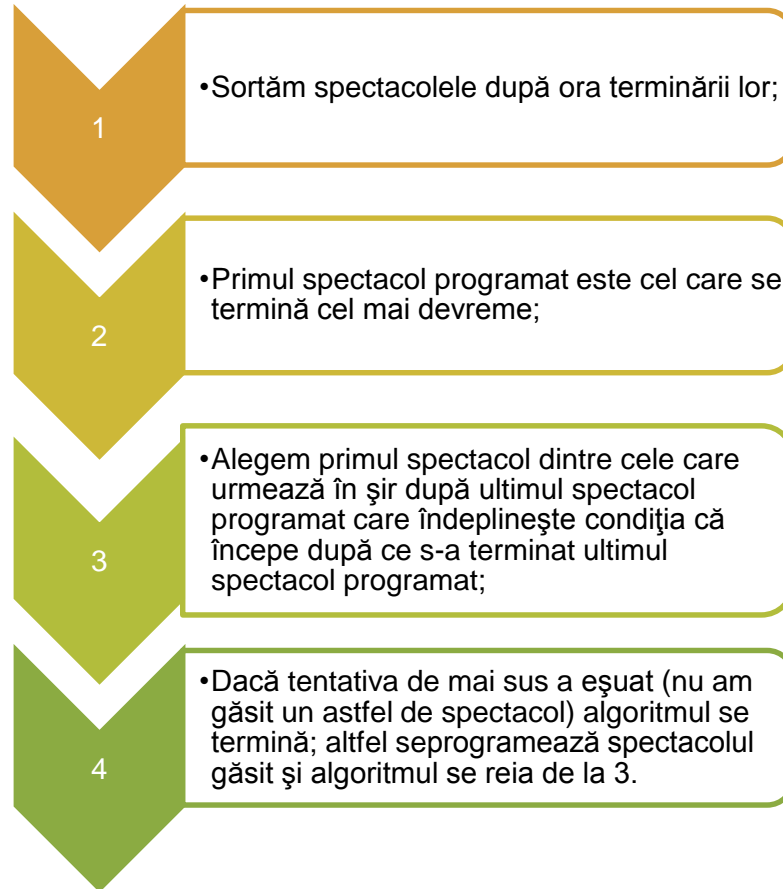 1
•Sortăm spectacolele după ora terminării lor;
2
•Primul spectacol programat este cel care se
termină cel mai devreme;
3
•Alegem primul spectacol dintre cele care
urmează în şir după ultimul spectacol
programat care îndeplineşte condiţia că
începe după ce s-a terminat ultimul
spectacol programat;
4
•Dacă tentativa de mai sus a eşuat (nu am
găsit un astfel de spectacol) algoritmul se
termină; altfel seprogramează spectacolul
găsit şi algoritmul se reia de la 3.